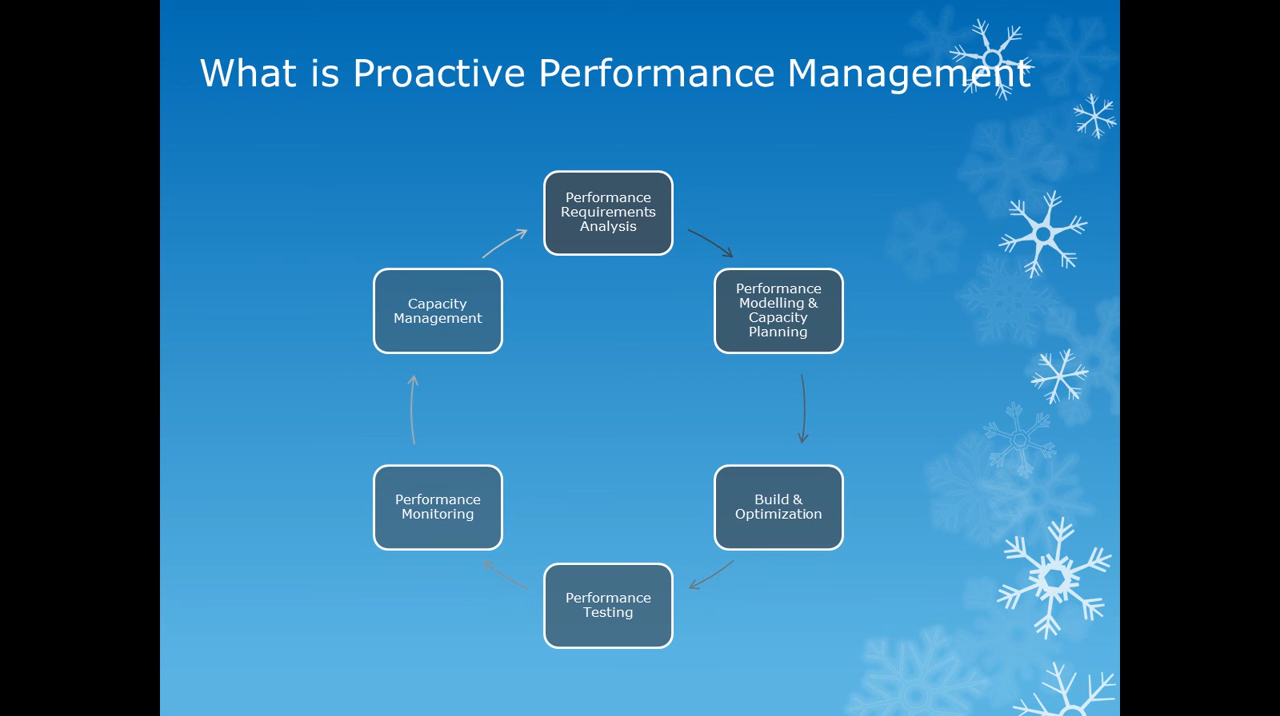 What is Proactive Performance Management
Performance
Requirements
Analysis
Performance
Modelling &
Capacity
Planning
Build &
Optimization
Performance
Testing
Performance
Monitoring
Capacity
Management